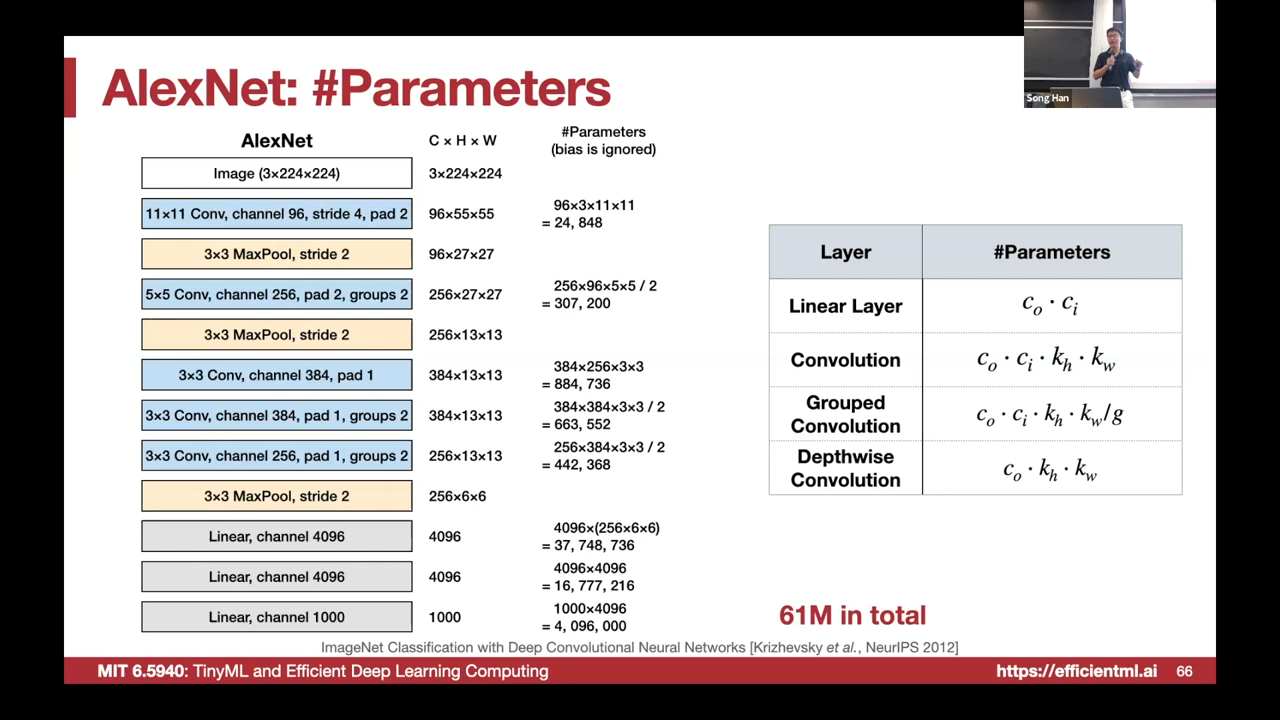 AlexNet: #Parameters
Song Han
AlexNet
C × H × W
#Parameters
(bias is ignored)
Image (3×224×224)
3×224×224
11×11 Conv, channel 96, stride 4, pad 2
96×55×55
96×3×11×11
= 24, 848
3×3 MaxPool, stride 2
96×27×27
5×5 Conv, channel 256, pad 2, groups 2
256×27×27
256×96×5×5 / 2
= 307, 200
3×3 MaxPool, stride 2
256×13×13
3×3 Conv, channel 384, pad 1
384×13×13
384×256×3×3
= 884, 736
3×3 Conv, channel 384, pad 1, groups 2
384×13×13
384×384×3×3 / 2
= 663, 552
3×3 Conv, channel 256, pad 1, groups 2
256×13×13
256×384×3×3 / 2
= 442, 368
3×3 MaxPool, stride 2
256×6×6
Linear, channel 4096
4096
4096×(256×6×6)
= 37, 748, 736
Linear, channel 4096
4096
4096×4096
= 16, 777, 216
Linear, channel 1000
1000
1000×4096
= 4, 096, 000
Layer
#Parameters
Linear Layer
c_o · c_i
Convolution
c_o · c_i · k_h · k_w
Grouped
Convolution
c_o · c_i · k_h · k_w/g
Depthwise
Convolution
c_o · k_h · k_w
61M in total
ImageNet Classification with Deep Convolutional Neural Networks [Krizhevsky et al., NeurIPS 2012]
MIT 6.5940: TinyML and Efficient Deep Learning Computing
https://efficientml.ai
66